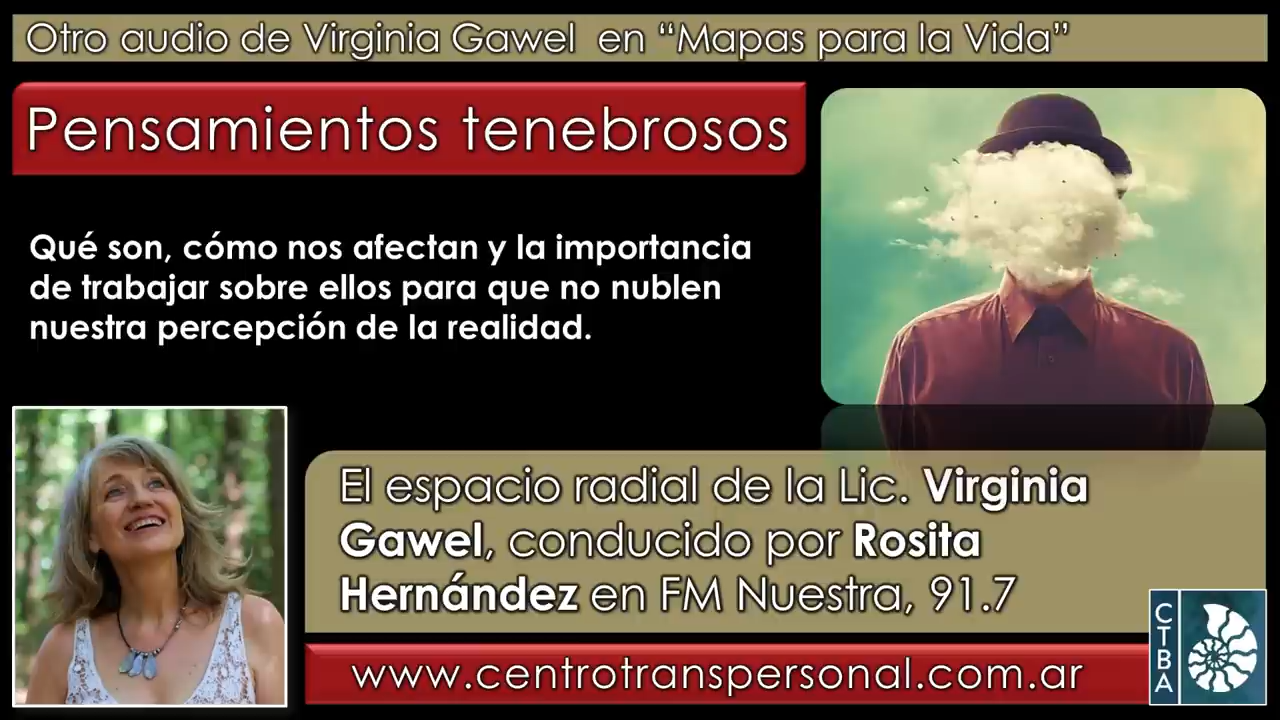 Otro audio de Virginia Gawel en “Mapas para la Vida”
Pensamientos tenebrosos
Qué son, cómo nos afectan y la importancia
de trabajar sobre ellos para que no nublen
nuestra percepción de la realidad.
El espacio radial de la Lic. Virginia
Gawel, conducido por Rosita
Hernández en FM Nuestra, 91.7
www.centrotranspersonal.com.ar
CTBA